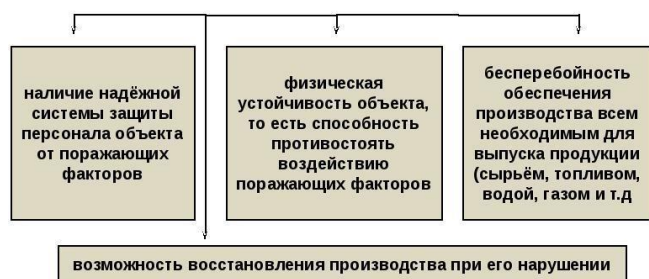 наличие надёжной
системы защиты
персонала объекта
от поражающих
факторов
физическая
устойчивость объекта,
то есть способность
противостоять
воздействию
поражающих факторов
бесперебойность
обеспечения
производства всем
необходимым для
выпуска продукции
(сырьём, топливом,
водой, газом и т.д
возможность восстановления производства при его нарушении